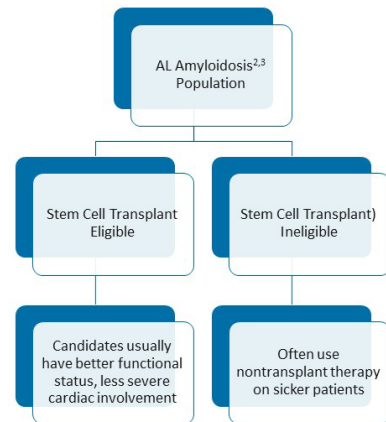 AL Amyloidosis2,3
Population
Stem Cell Transplant
Eligible
Stem Cell Transplant)
Ineligible
Candidates usually
have better functional
status, less severe
cardiac involvement
Often use
nontransplant therapy
on sicker patients